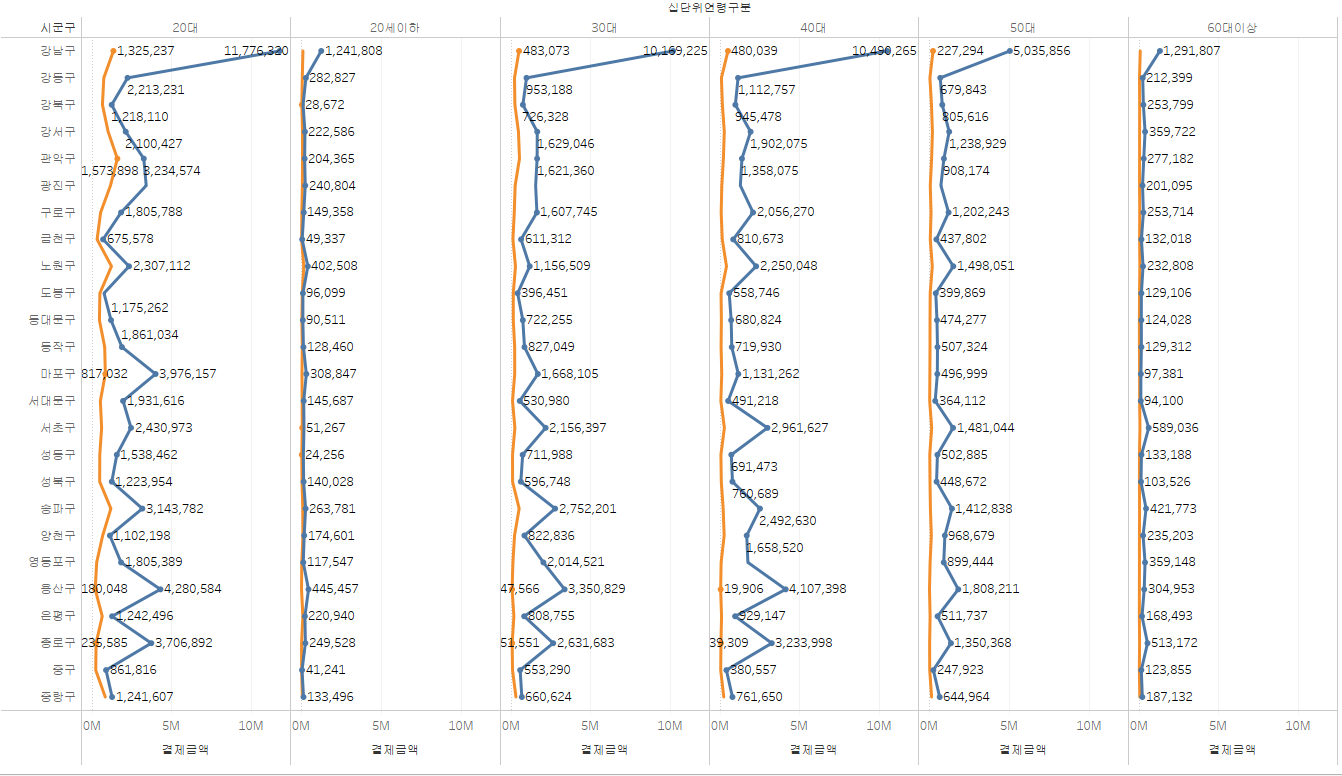 십단위연령구분
시군구 20대 20세이하 30대 40대 50대 60대이상
강남구 1,325,237 11,776,320 1,241,808 483,073 10,169,225 480,039 10,490,265 227,294 5,035,856 1,291,807
강동구 2,213,231 282,827 953,188 1,112,757 679,843 212,399
강북구 1,218,110 28,672 726,328 945,478 805,616 253,799
강서구 2,100,427 222,586 1,629,046 1,902,075 1,238,929 359,722
관악구 1,573,898 3,234,574 204,365 1,621,360 1,358,075 908,174 277,182
광진구 240,804 201,095
구로구 1,805,788 149,358 1,607,745 2,056,270 1,202,243 253,714
금천구 675,578 49,337 611,312 810,673 437,802 132,018
노원구 2,307,112 402,508 1,156,509 2,250,048 1,498,051 232,808
도봉구 96,099 396,451 558,746 399,869 129,106
동대문구 1,175,262 90,511 722,255 680,824 474,277 124,028
동작구 1,861,034 128,460 827,049 719,930 507,324 129,312
마포구 817,032 3,976,157 308,847 1,668,105 1,131,262 496,999 97,381
서대문구 1,931,616 145,687 530,980 491,218 364,112 94,100
서초구 2,430,973 51,267 2,156,397 2,961,627 1,481,044 589,036
성동구 1,538,462 24,256 711,988 691,473 502,885 133,188
성북구 1,223,954 140,028 596,748 760,689 448,672 103,526
송파구 3,143,782 263,781 2,752,201 2,492,630 1,412,838 421,773
양천구 1,102,198 174,601 822,836 1,658,520 968,679 235,203
영등포구 1,805,389 117,547 2,014,521 899,444 359,148
용산구 180,048 4,280,584 445,457 47,566 3,350,829 19,906 4,107,398 1,808,211 304,953
은평구 1,242,496 220,940 808,755 929,147 511,737 168,493
종로구 235,585 3,706,892 249,528 51,551 2,631,683 39,309 3,233,998 1,350,368 513,172
중구 861,816 41,241 553,290 380,557 247,923 123,855
중랑구 1,241,607 133,496 660,624 761,650 644,964 187,132
0M 5M 10M 0M 5M 10M 0M 5M 10M 0M 5M 10M 0M 5M 10M 0M 5M 10M
결제금액 결제금액 결제금액 결제금액 결제금액 결제금액